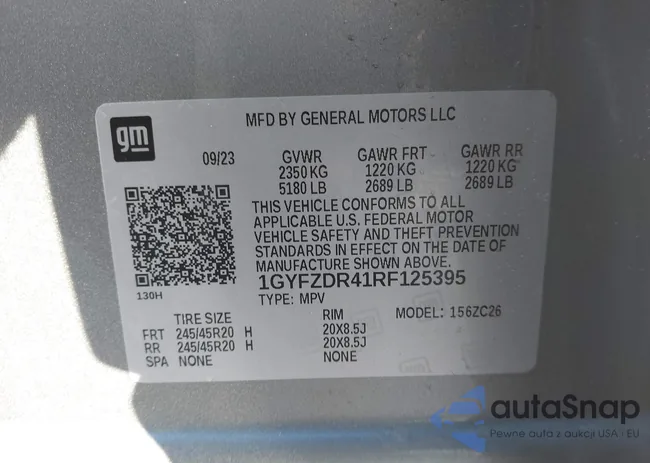 gm
MFD BY GENERAL MOTORS LLC
09/23 GVWR GAWR FRT GAWR RR
2350 KG 1220 KG 1220 KG
5180 LB 2689 LB 2689 LB
THIS VEHICLE CONFORMS TO ALL
APPLICABLE U.S. FEDERAL MOTOR
VEHICLE SAFETY AND THEFT PREVENTION
STANDARDS IN EFFECT ON THE DATE OF
MANUFACTURE SHOWN ABOVE.
130H
1GYFZDR41RF125395
TYPE: MPV
TIRE SIZE RIM MODEL: 156ZC26
FRT 245/45R20 H 20X8.5J
RR 245/45R20 H 20X8.5J
SPA NONE NONE
autaSnap
Pewne auta z aukcji USA i EU